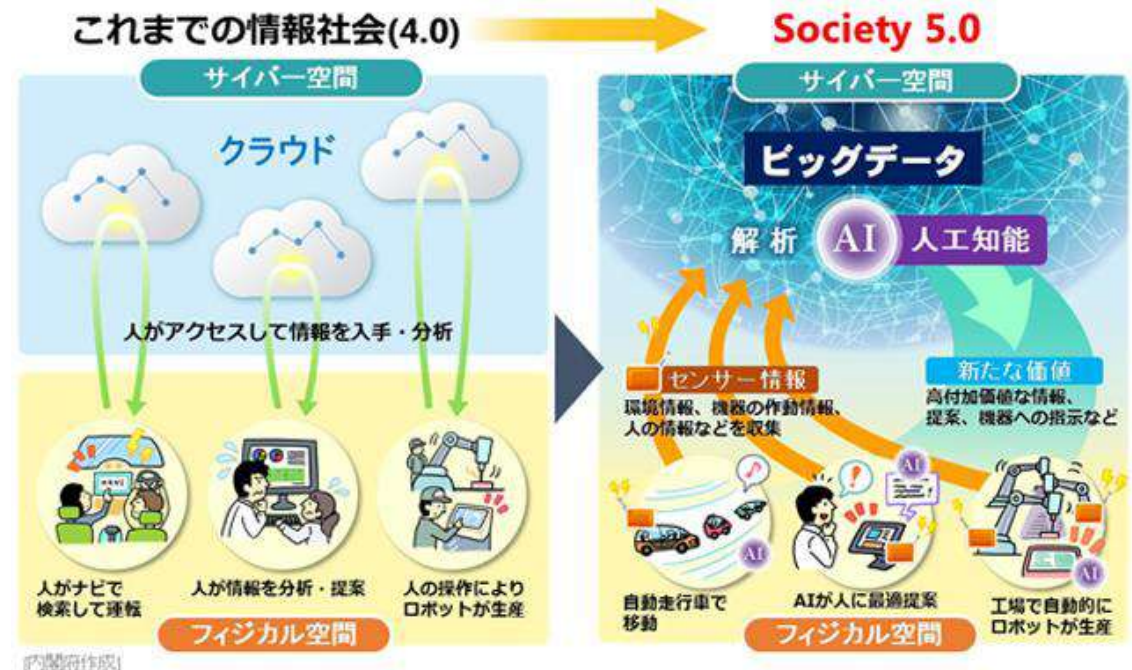 これまでの情報社会(4.0)
Society 5.0
サイバー空間
クラウド
人がアクセスして情報を入手・分析
人がナビで
検索して運転
人が情報を分析・提案
人の操作により
ロボットが生産
フィジカル空間
[内閣府作成]
サイバー空間
ビッグデータ
解析
AI
人工知能
センサー情報
環境情報、機器の作動情報、
人の情報などを収集
新たな価値
高付加価値な情報、
提案、機器への指示など
AI
AI
AI
自動走行車で
移動
AIが人に最適提案
工場で自動的に
ロボットが生産
フィジカル空間